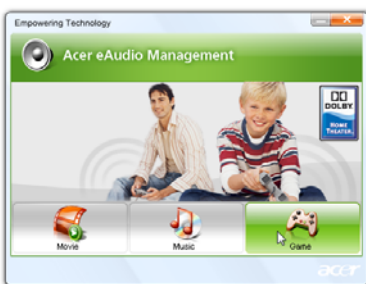 Empowering Technology
Acer eAudio Management
DOLBY
HOME
THEATER
Movie
Music
Game
acer